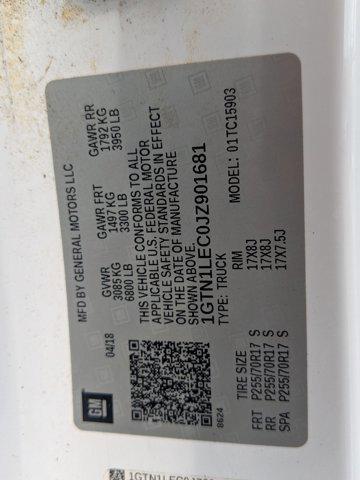 MFD BY GENERAL MOTORS LLC
GM
04/18
GVWR GAWR FRT GAWR RR
3085 KG 1497 KG 1792 KG
6800 LB 3300 LB 3950 LB
THIS VEHICLE CONFORMS TO ALL
APPLICABLE U.S. FEDERAL MOTOR
VEHICLE SAFETY STANDARDS IN EFFECT
ON THE DATE OF MANUFACTURE
SHOWN ABOVE.
1GTN1LEC0JZ901681
TYPE: TRUCK MODEL: 01TC15903
8624
TIRE SIZE RIM
FRT P255/70R17 S 17X8J
RR P255/70R17 S 17X8J
SPA P255/70R17 S 17X7.5J